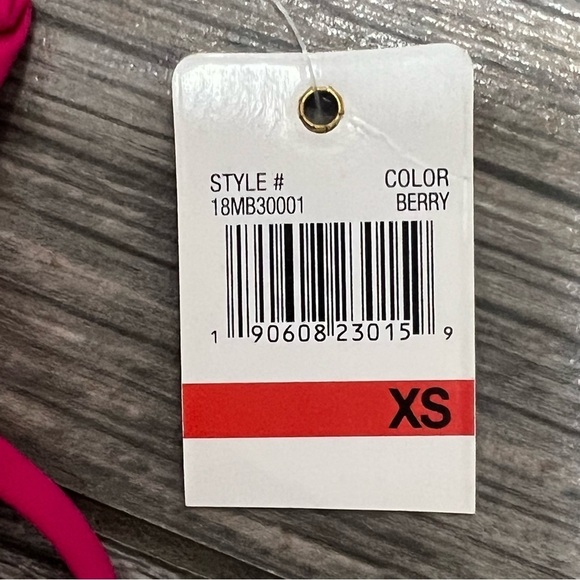 STYLE # COLOR
18MB30001 BERRY
1 90608 23015 9
XS